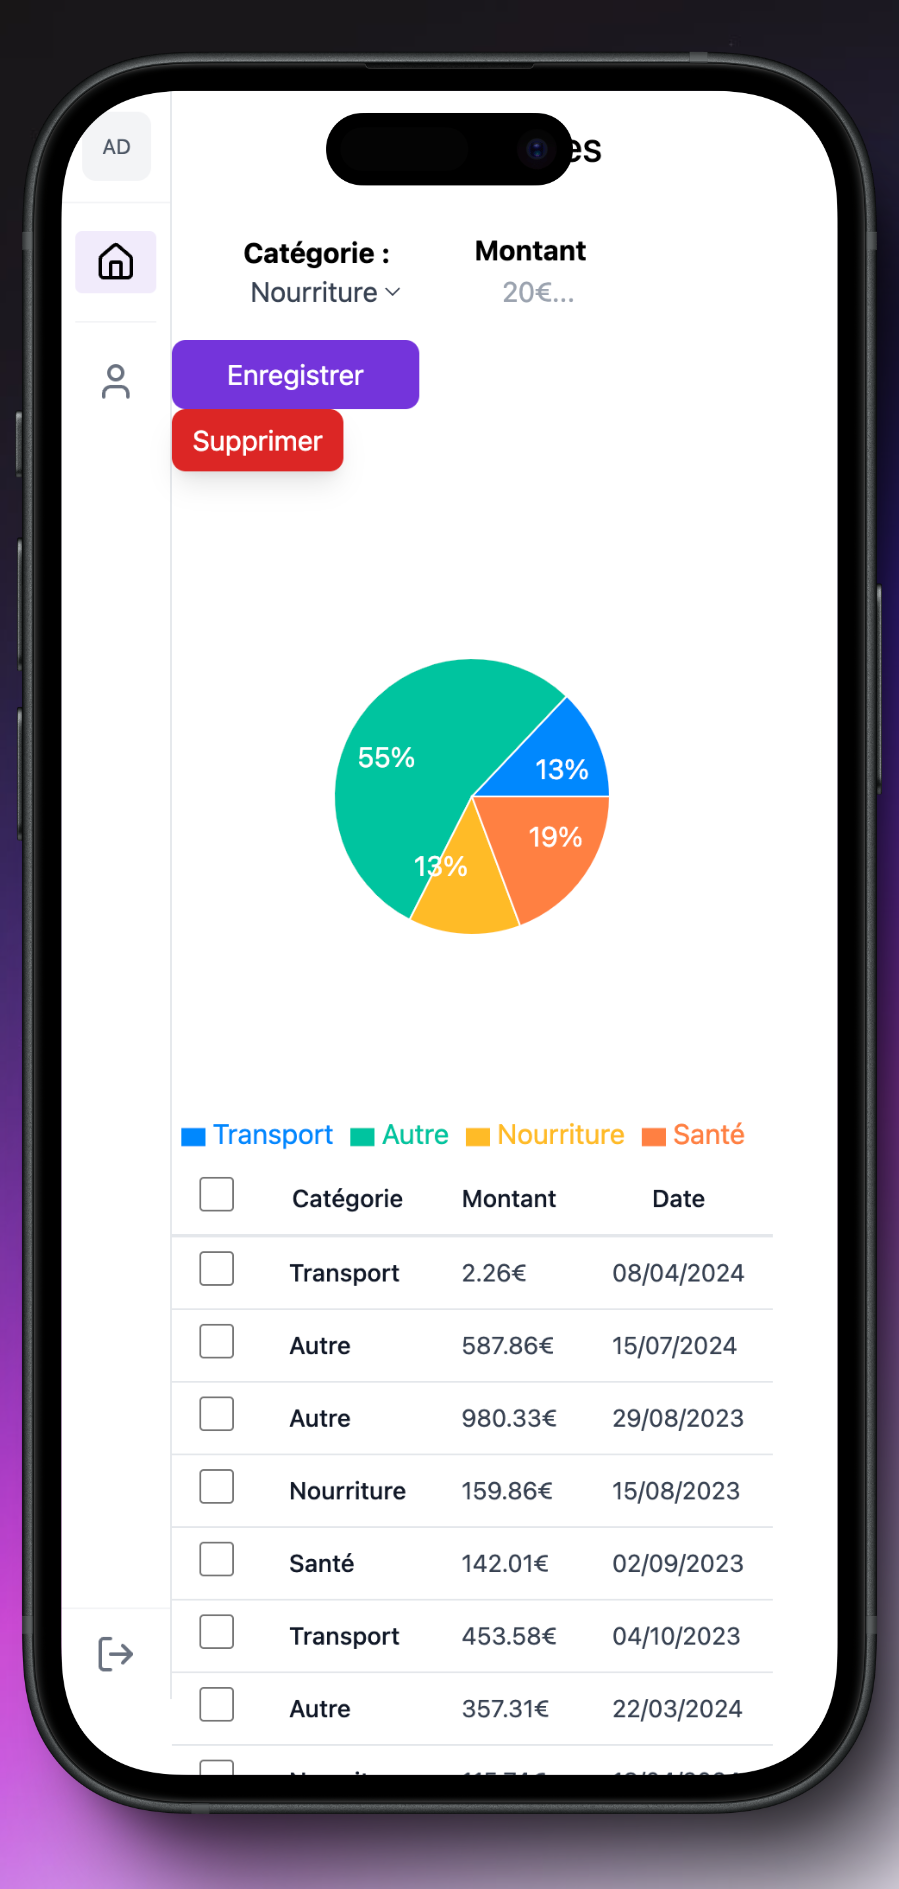 AD
es
Catégorie :
Montant
Nourriture
20€...
Enregistrer
Supprimer
55%
13%
19%
13%
Transport Autre Nourriture Santé
Catégorie Montant Date
Transport 2.26€ 08/04/2024
Autre 587.86€ 15/07/2024
Autre 980.33€ 29/08/2023
Nourriture 159.86€ 15/08/2023
Santé 142.01€ 02/09/2023
Transport 453.58€ 04/10/2023
Autre 357.31€ 22/03/2024